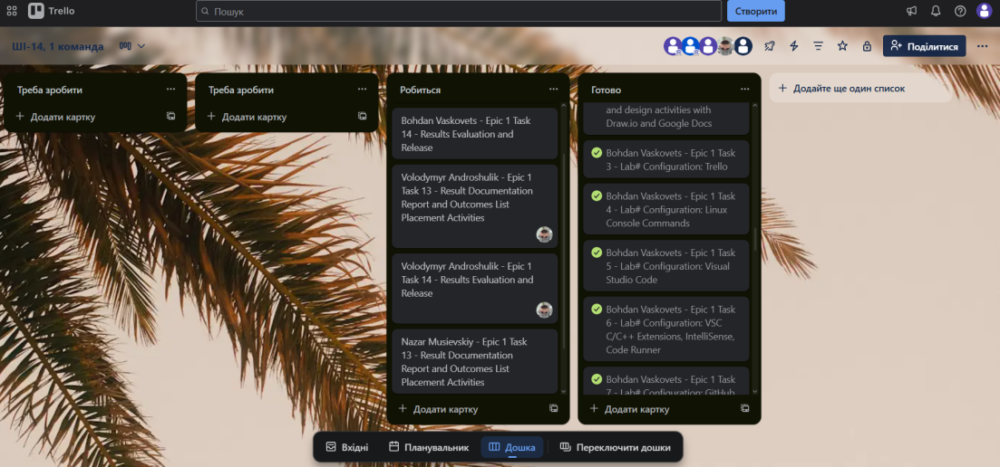 Trello
Пошук
Створити
ШІ-14, 1 команда
Поділитися
Треба зробити
Додати картку
Треба зробити
Додати картку
Робиться
Bohdan Vaskovets - Epic 1 Task
14 - Results Evaluation and
Release
Volodymyr Androshulik - Epic 1
Task 13 - Result Documentation
Report and Outcomes List
Placement Activities
Volodymyr Androshulik - Epic 1
Task 14 - Results Evaluation and
Release
Nazar Musievskiy - Epic 1 Task
13 - Result Documentation
Report and Outcomes List
Placement Activities
Додати картку
Готово
and design activities with
Draw.io and Google Docs
Bohdan Vaskovets - Epic 1 Task
3 - Lab# Configuration: Trello
Bohdan Vaskovets - Epic 1 Task
4 - Lab# Configuration: Linux
Console Commands
Bohdan Vaskovets - Epic 1 Task
5 - Lab# Configuration: Visual
Studio Code
Bohdan Vaskovets - Epic 1 Task
6 - Lab# Configuration: VSC
C/C++ Extensions, IntelliSense,
Code Runner
Bohdan Vaskovets - Epic 1 Task
7 - Lab# Configuration: GitHub
Додати картку
Додайте ще один список
Вхідні
Планувальник
Дошка
Переключити дошки